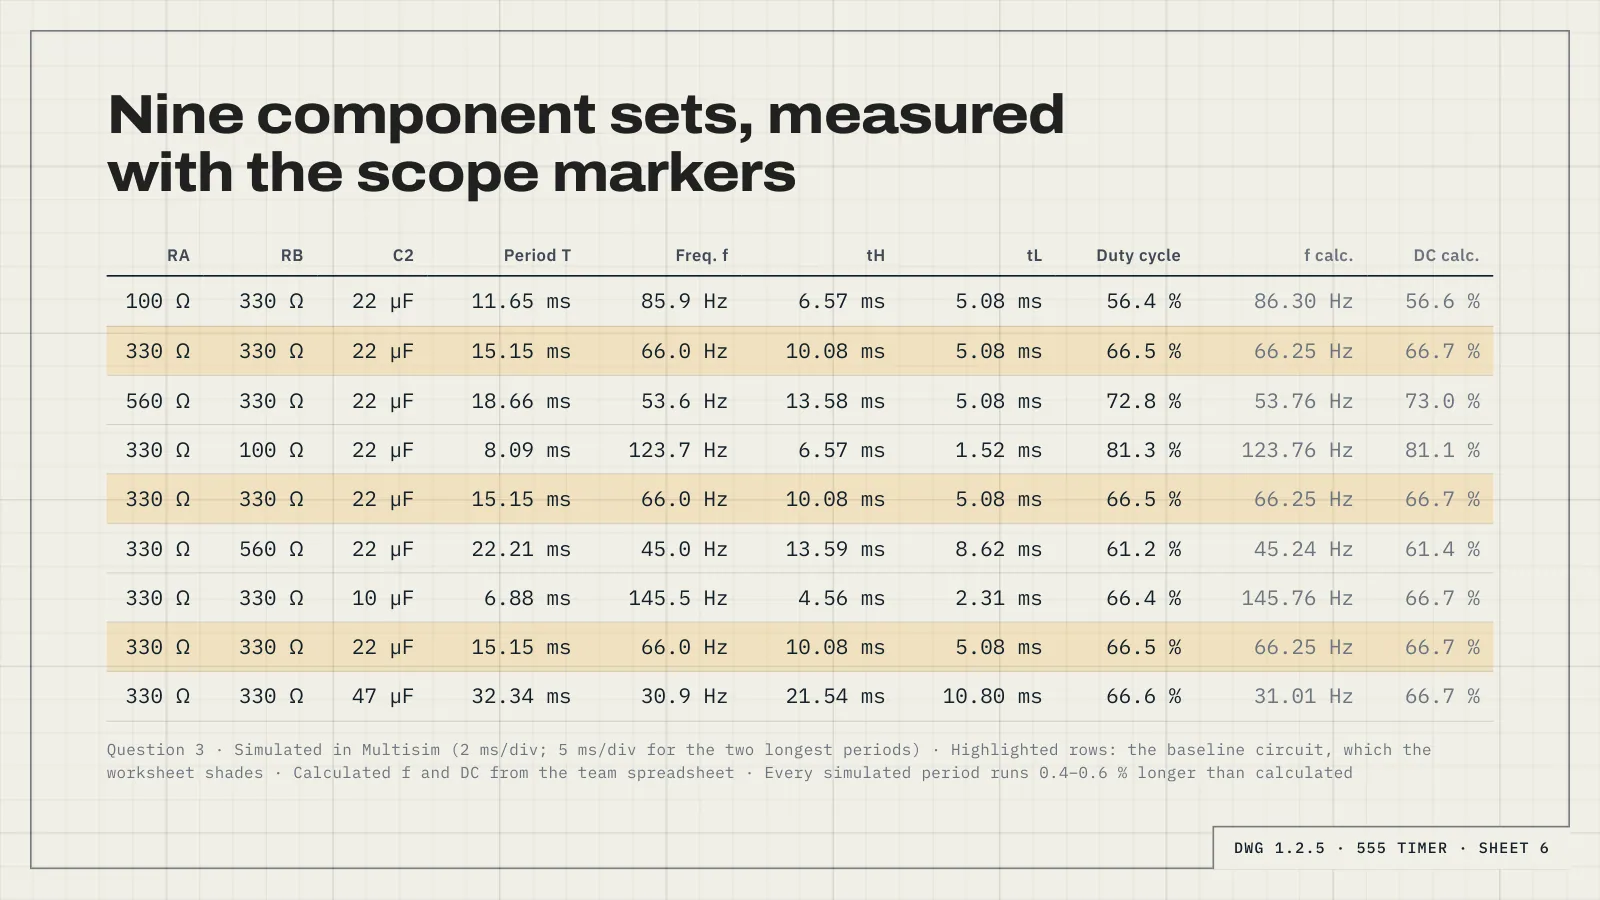 Nine component sets, measured
with the scope markers
RA RB C2 Period T Freq. f tH tL Duty cycle f calc. DC calc.
100 Ω 330 Ω 22 µF 11.65 ms 85.9 Hz 6.57 ms 5.08 ms 56.4 % 86.30 Hz 56.6 %
330 Ω 330 Ω 22 µF 15.15 ms 66.0 Hz 10.08 ms 5.08 ms 66.5 % 66.25 Hz 66.7 %
560 Ω 330 Ω 22 µF 18.66 ms 53.6 Hz 13.58 ms 5.08 ms 72.8 % 53.76 Hz 73.0 %
330 Ω 100 Ω 22 µF 8.09 ms 123.7 Hz 6.57 ms 1.52 ms 81.3 % 123.76 Hz 81.1 %
330 Ω 330 Ω 22 µF 15.15 ms 66.0 Hz 10.08 ms 5.08 ms 66.5 % 66.25 Hz 66.7 %
330 Ω 560 Ω 22 µF 22.21 ms 45.0 Hz 13.59 ms 8.62 ms 61.2 % 45.24 Hz 61.4 %
330 Ω 330 Ω 10 µF 6.88 ms 145.5 Hz 4.56 ms 2.31 ms 66.4 % 145.76 Hz 66.7 %
330 Ω 330 Ω 22 µF 15.15 ms 66.0 Hz 10.08 ms 5.08 ms 66.5 % 66.25 Hz 66.7 %
330 Ω 330 Ω 47 µF 32.34 ms 30.9 Hz 21.54 ms 10.80 ms 66.6 % 31.01 Hz 66.7 %
Question 3 · Simulated in Multisim (2 ms/div; 5 ms/div for the two longest periods) · Highlighted rows: the baseline circuit, which the
worksheet shades · Calculated f and DC from the team spreadsheet · Every simulated period runs 0.4–0.6 % longer than calculated
DWG 1.2.5 · 555 TIMER · SHEET 6